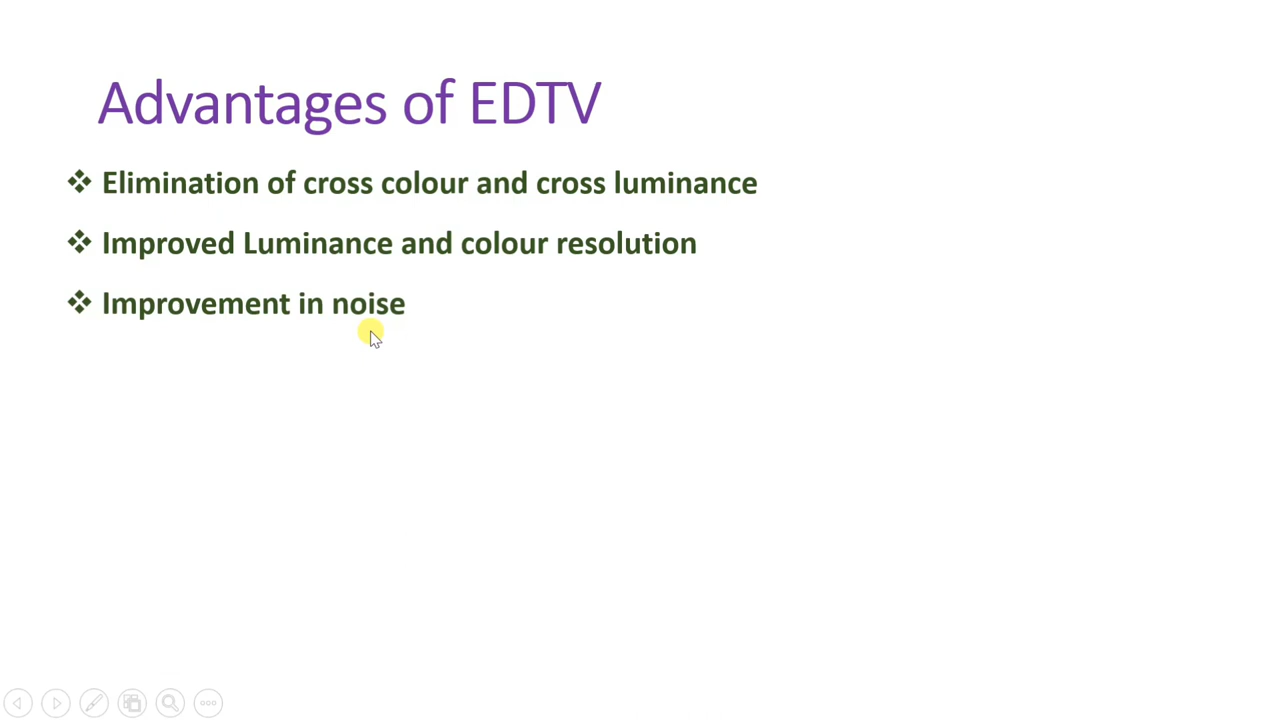 Advantages of EDTV
❖ Elimination of cross colour and cross luminance
❖ Improved Luminance and colour resolution
❖ Improvement in noise